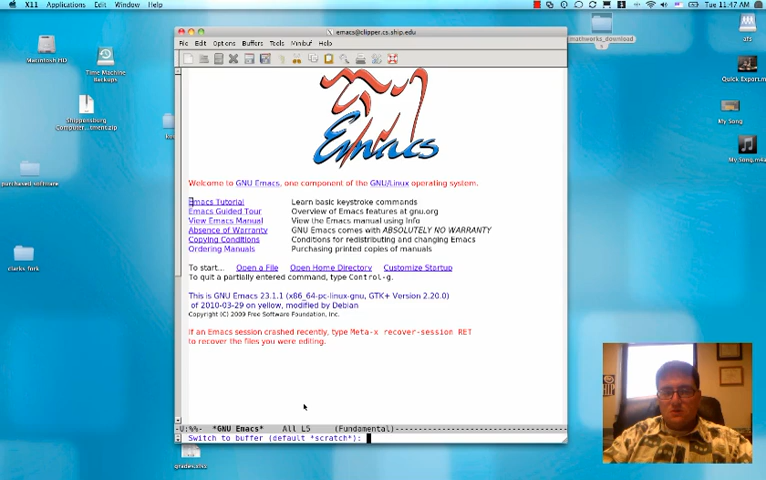 X11 Applications Edit Window Help
Tue 11:47 AM
emacs@clipper.cs.ship.edu
File Edit Options Buffers Tools Minibuf Help
Emacs
Welcome to GNU Emacs, one component of the GNU/Linux operating system.
Emacs Tutorial Learn basic keystroke commands
Emacs Guided Tour Overview of Emacs features at gnu.org
View Emacs Manual View the Emacs manual using Info
Absence of Warranty GNU Emacs comes with ABSOLUTELY NO WARRANTY
Copying Conditions Conditions for redistributing and changing Emacs
Ordering Manuals Purchasing printed copies of manuals
To start... Open a File Open Home Directory Customize Startup
To quit a partially entered command, type Control-g.
This is GNU Emacs 23.1.1 (x86_64-pc-linux-gnu, GTK+ Version 2.20.0)
of 2010-03-29 on yellow, modified by Debian
Copyright (C) 2009 Free Software Foundation, Inc.
If an Emacs session crashed recently, type Meta-x recover-session RET
to recover the files you were editing.
-U:%%- *GNU Emacs* All L5 (Fundamental)
Switch to buffer (default *scratch*):
Macintosh HD
Time Machine
Backups
Shippensburg
Computer...tment.zip
purchased software
clarks_fork
mathworks_download
afs
Quick Export.m
My Song
My Song.m4a